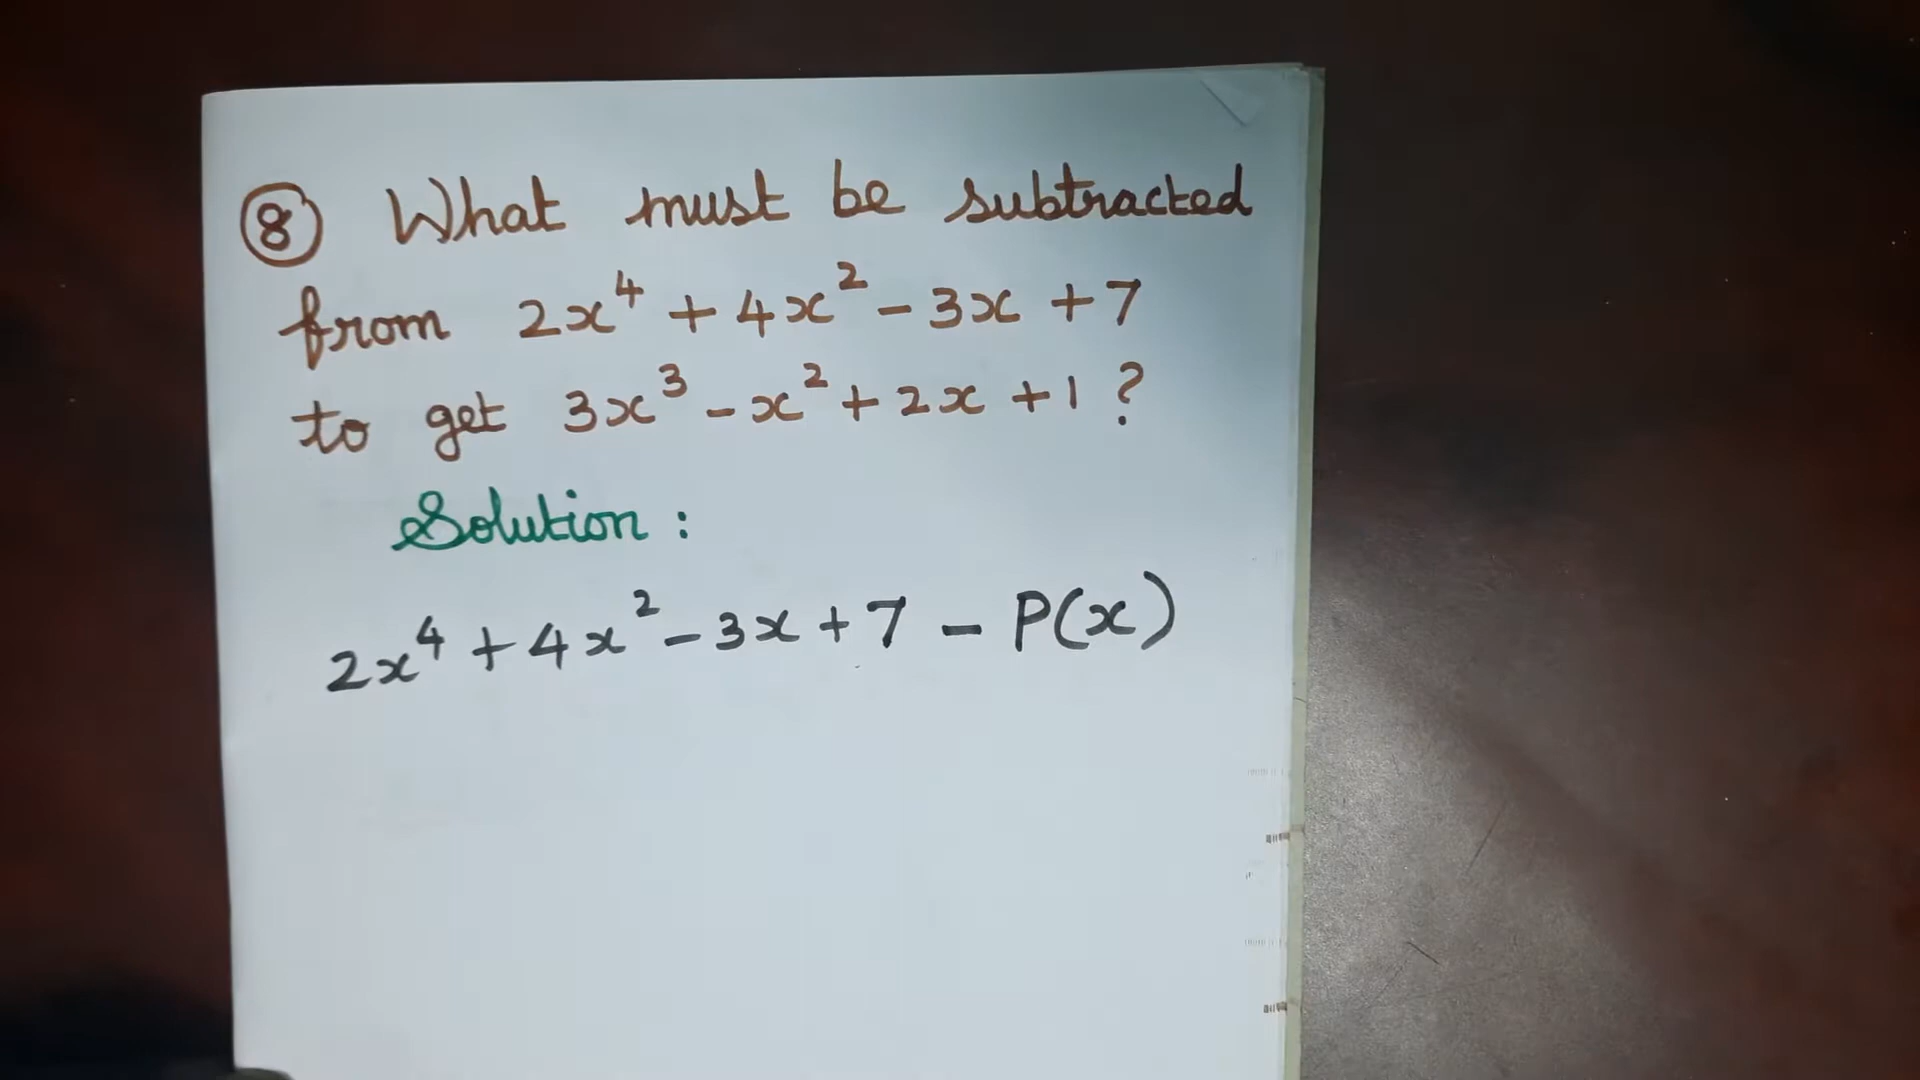 ⑧ What must be subtracted
from 2x⁴ + 4x² - 3x + 7
to get 3x³ - x² + 2x + 1 ?
Solution :
2x⁴ + 4x² - 3x + 7 - P(x)